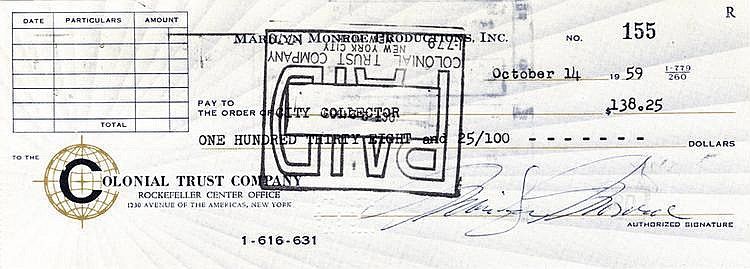 DATE PARTICULARS AMOUNT
TOTAL
R
MARILYN MONROE PRODUCTIONS, INC.
NO. 155
October 14 1959 1-779/260
PAY TO
THE ORDER OF CITY COLLECTOR $138.25
ONE HUNDRED THIRTY EIGHT and 25/100 - - - - - - - DOLLARS
TO THE
COLONIAL TRUST COMPANY
ROCKEFELLER CENTER OFFICE
1230 AVENUE OF THE AMERICAS, NEW YORK
Marilyn Monroe
AUTHORIZED SIGNATURE
1-616-631
PAID
COLONIAL
TRUST COMPANY
NEW YORK CITY
1-779